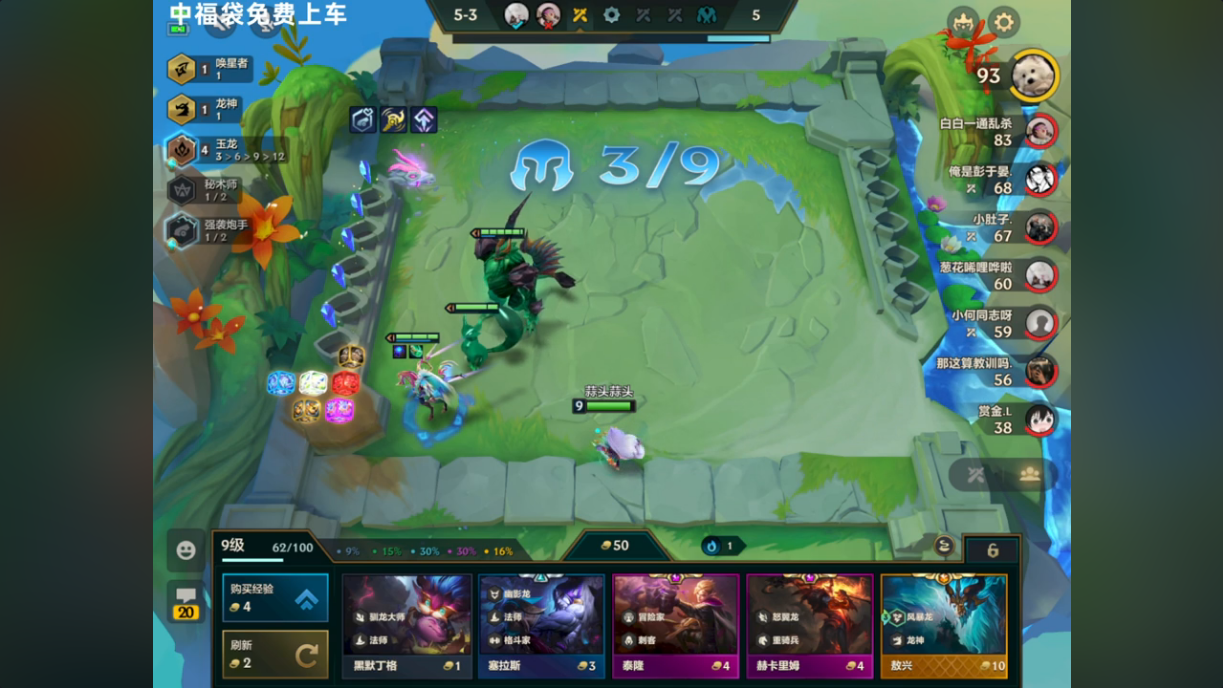 中福袋免费上车
5-3
5
1 唤星者
1
1 龙神
1
4 玉龙
3 > 6 > 9 > 12
秘术师
1 / 2
强袭炮手
1 / 2
3/9
93
白白一通乱杀
83
俺是彭于晏.
68
小肚子.
67
葱花唏哩哗啦
60
小何同志呀
59
那这算教训吗.
56
赏金.L
38
蒜头蒜头
9
9级 62/100
9% 15% 30% 30% 16%
50
1
6
购买经验
4
刷新
2
20
驯龙大师
法师
黑默丁格 1
幽影龙
法师
格斗家
塞拉斯 3
冒险家
刺客
泰隆 4
怒翼龙
重骑兵
赫卡里姆 4
风暴龙
龙神
敖兴 10